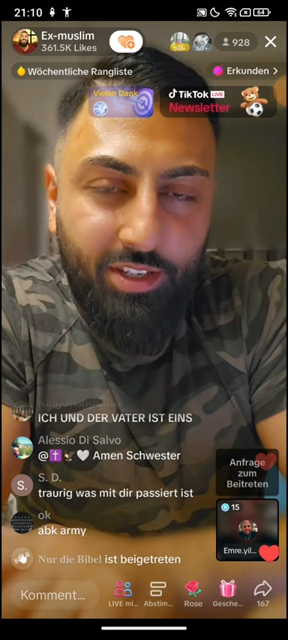 21:10
64
Ex-muslim
361.5K Likes
928
Wöchentliche Rangliste
Erkunden >
Vielen Dank
TikTok LIVE
Newsletter
ICH UND DER VATER IST EINS
Alessio Di Salvo
@✝️🕊️🤍 Amen Schwester
S.
S. D.
traurig was mit dir passiert ist
ok
abk army
Nur die Bibel ist beigetreten
Anfrage
zum
Beitreten
15
Emre.yil...
Komment...
LIVE mi...
Abstim...
Rose
Gesche...
167